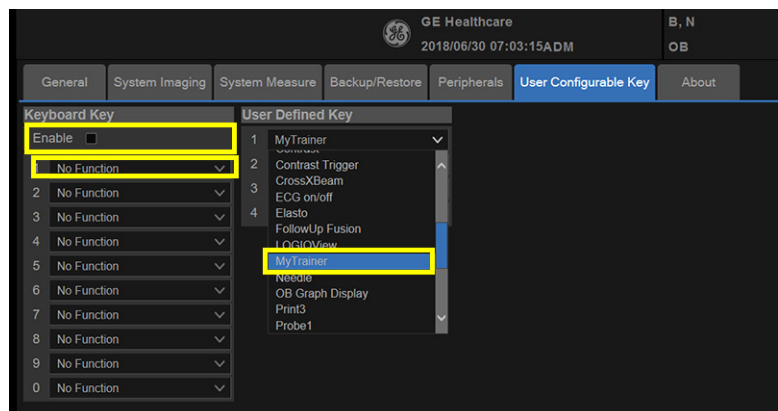 GE Healthcare
2018/06/30 07:03:15ADM
B, N
OB
General System Imaging System Measure Backup/Restore Peripherals User Configurable Key About
Keyboard Key
Enable
1 No Function
2 No Function
3 No Function
4 No Function
5 No Function
6 No Function
7 No Function
8 No Function
9 No Function
0 No Function
User Defined Key
1 MyTrainer
2
3
4
Contrast
Contrast Trigger
CrossXBeam
ECG on/off
Elasto
FollowUp Fusion
LOGIQView
MyTrainer
Needle
OB Graph Display
Print3
Probe1